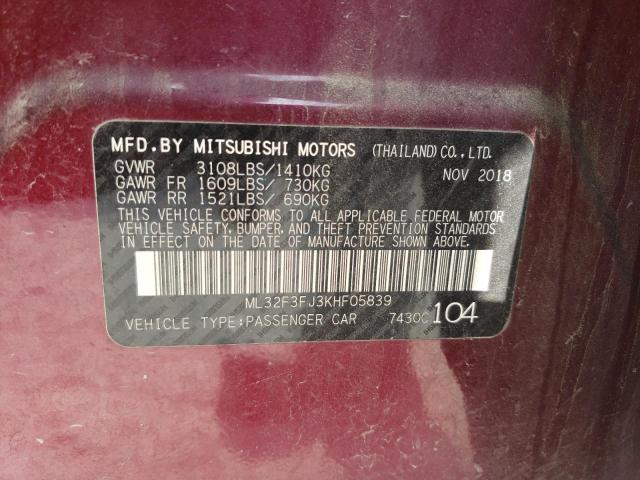 MFD.BY MITSUBISHI MOTORS (THAILAND) CO.,LTD.
GVWR 3108LBS/1410KG NOV 2018
GAWR FR 1609LBS/ 730KG
GAWR RR 1521LBS/ 690KG
THIS VEHICLE CONFORMS TO ALL APPLICABLE FEDERAL MOTOR
VEHICLE SAFETY, BUMPER, AND THEFT PREVENTION STANDARDS
IN EFFECT ON THE DATE OF MANUFACTURE SHOWN ABOVE.
ML32F3FJ3KHF05839
VEHICLE TYPE:PASSENGER CAR 7430C 104